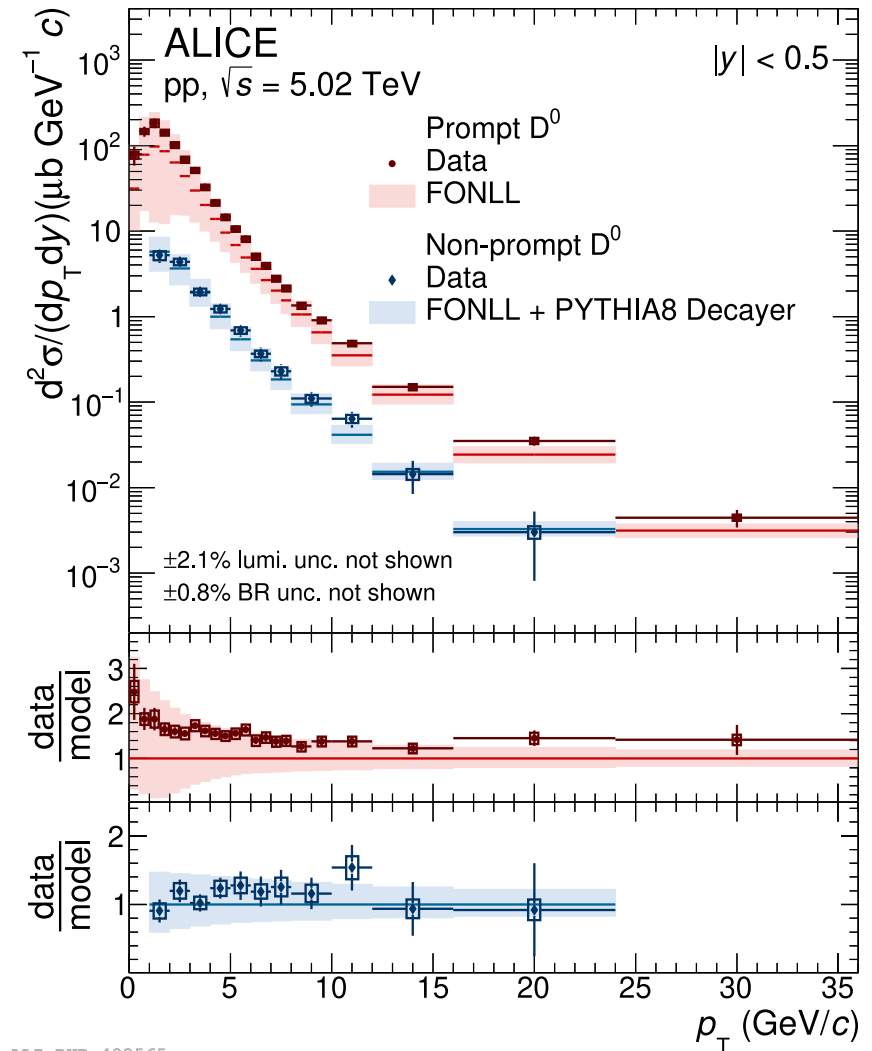 ALICE
pp, √s = 5.02 TeV
|y| < 0.5
Prompt D⁰
Data
FONLL
Non-prompt D⁰
Data
FONLL + PYTHIA8 Decayer
±2.1% lumi. unc. not shown
±0.8% BR unc. not shown
d²σ/(dp_T dy)(μb GeV⁻¹ c)
10³
10²
10
1
10⁻¹
10⁻²
10⁻³
data
model
3
2
1
data
model
2
1
0 5 10 15 20 25 30 35
p_T (GeV/c)